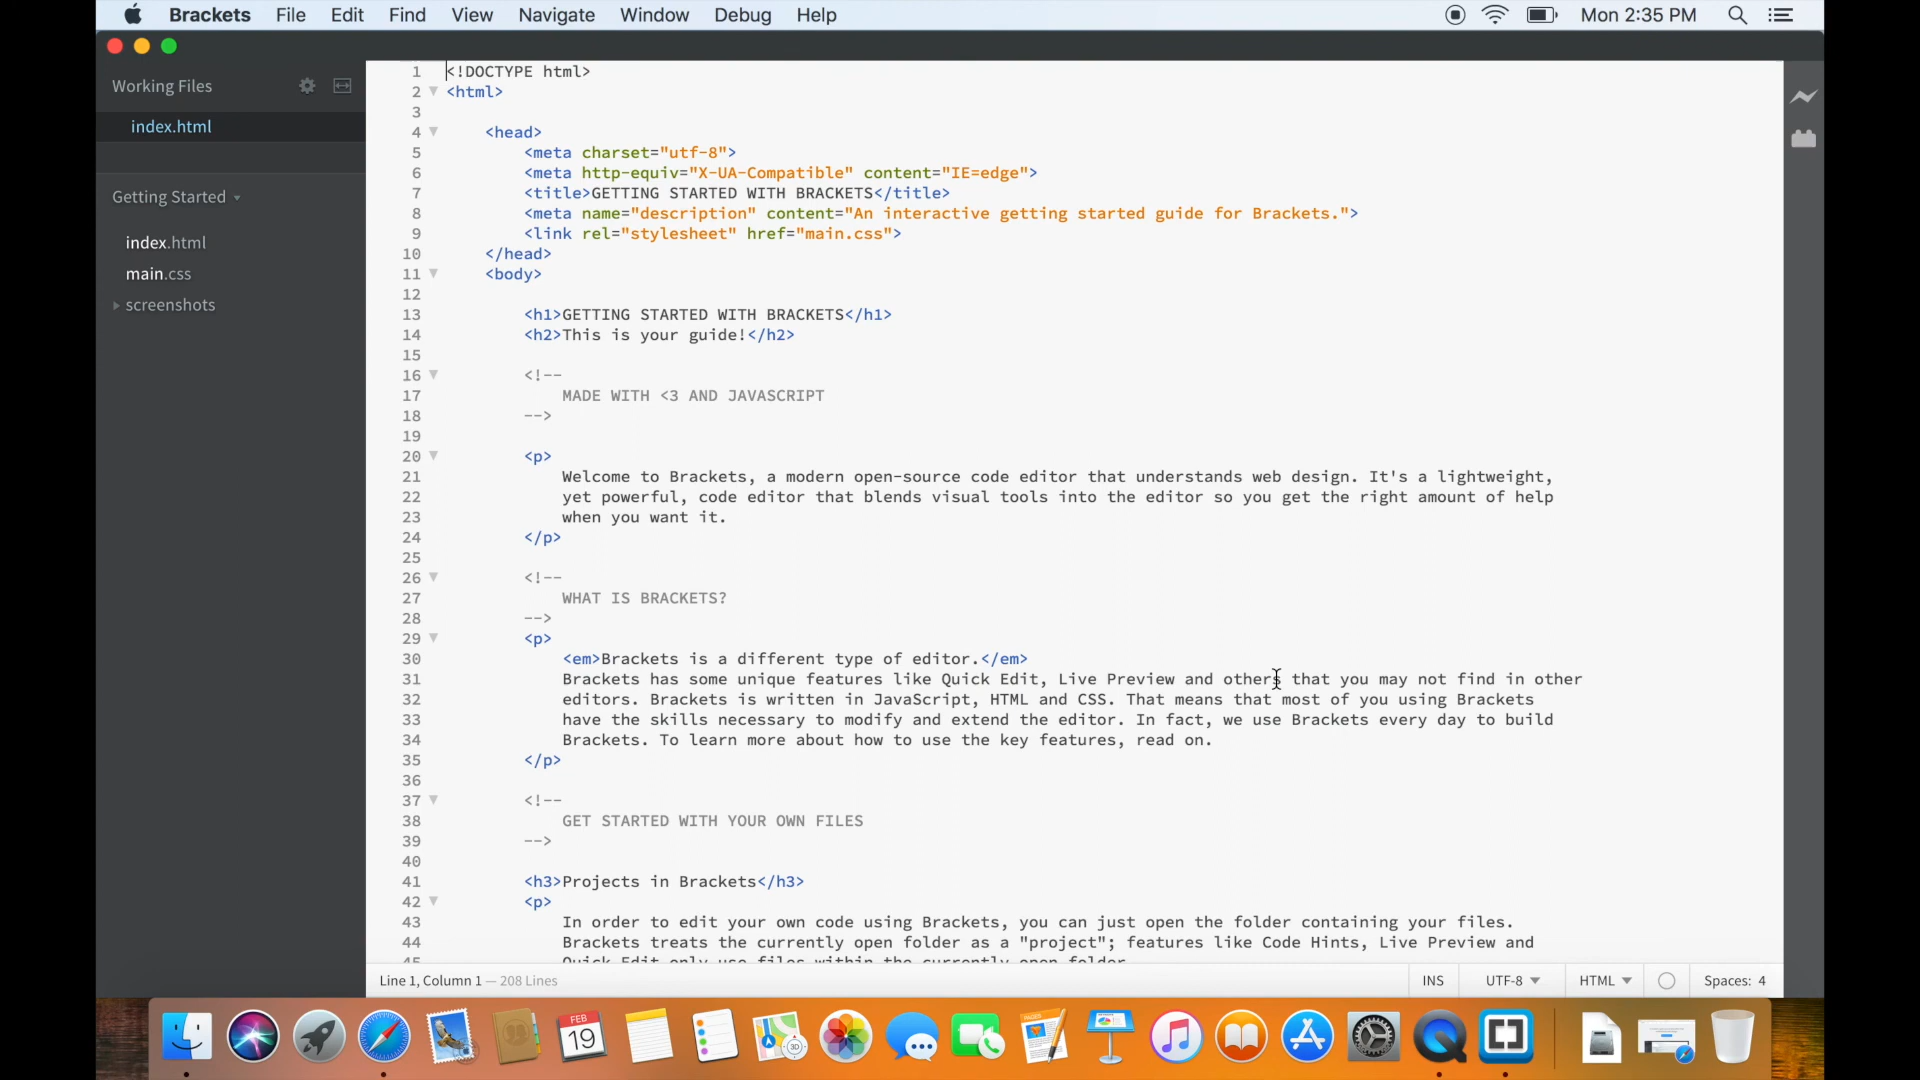 Brackets File Edit Find View Navigate Window Debug Help Mon 2:35 PM
Working Files
index.html
Getting Started
index.html
main.css
screenshots
1 <!DOCTYPE html>
2 <html>
3
4 <head>
5 <meta charset="utf-8">
6 <meta http-equiv="X-UA-Compatible" content="IE=edge">
7 <title>GETTING STARTED WITH BRACKETS</title>
8 <meta name="description" content="An interactive getting started guide for Brackets.">
9 <link rel="stylesheet" href="main.css">
10 </head>
11 <body>
12
13 <h1>GETTING STARTED WITH BRACKETS</h1>
14 <h2>This is your guide!</h2>
15
16 <!--
17 MADE WITH <3 AND JAVASCRIPT
18 -->
19
20 <p>
21 Welcome to Brackets, a modern open-source code editor that understands web design. It's a lightweight,
22 yet powerful, code editor that blends visual tools into the editor so you get the right amount of help
23 when you want it.
24 </p>
25
26 <!--
27 WHAT IS BRACKETS?
28 -->
29 <p>
30 <em>Brackets is a different type of editor.</em>
31 Brackets has some unique features like Quick Edit, Live Preview and others that you may not find in other
32 editors. Brackets is written in JavaScript, HTML and CSS. That means that most of you using Brackets
33 have the skills necessary to modify and extend the editor. In fact, we use Brackets every day to build
34 Brackets. To learn more about how to use the key features, read on.
35 </p>
36
37 <!--
38 GET STARTED WITH YOUR OWN FILES
39 -->
40
41 <h3>Projects in Brackets</h3>
42 <p>
43 In order to edit your own code using Brackets, you can just open the folder containing your files.
44 Brackets treats the currently open folder as a "project"; features like Code Hints, Live Preview and
45 Quick Edit only use files within the currently open folder.
Line 1, Column 1 — 208 Lines INS UTF-8 HTML Spaces: 4
FEB
19
3D